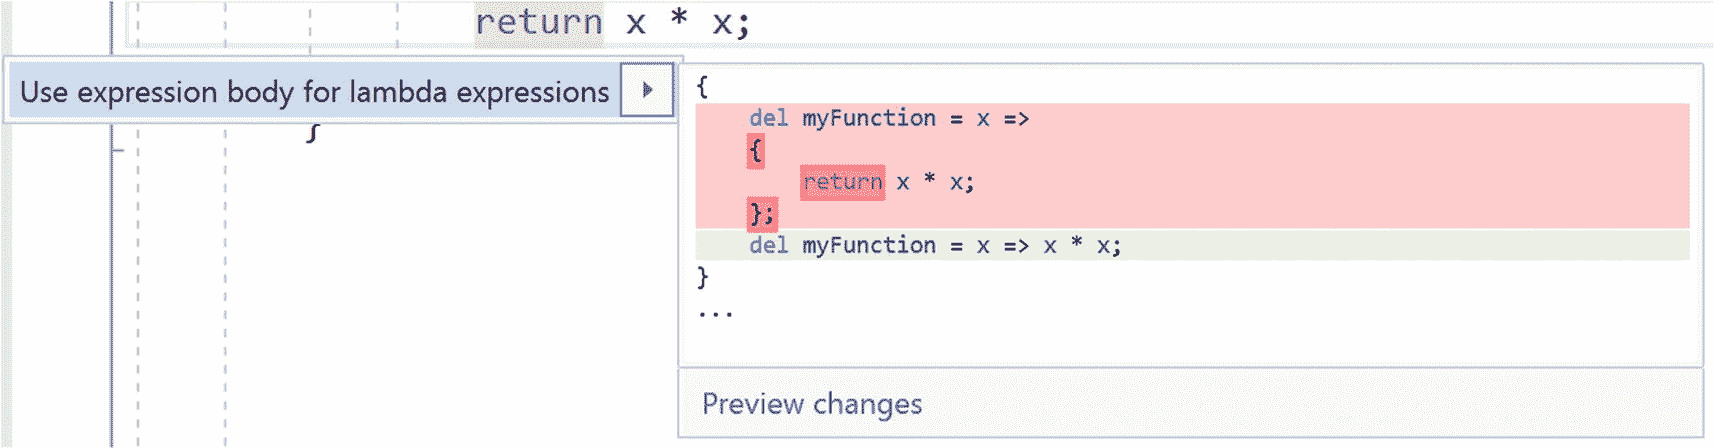 return x * x;
Use expression body for lambda expressions
}
{
del myFunction = x =>
{
return x * x;
};
del myFunction = x => x * x;
}
...
Preview changes